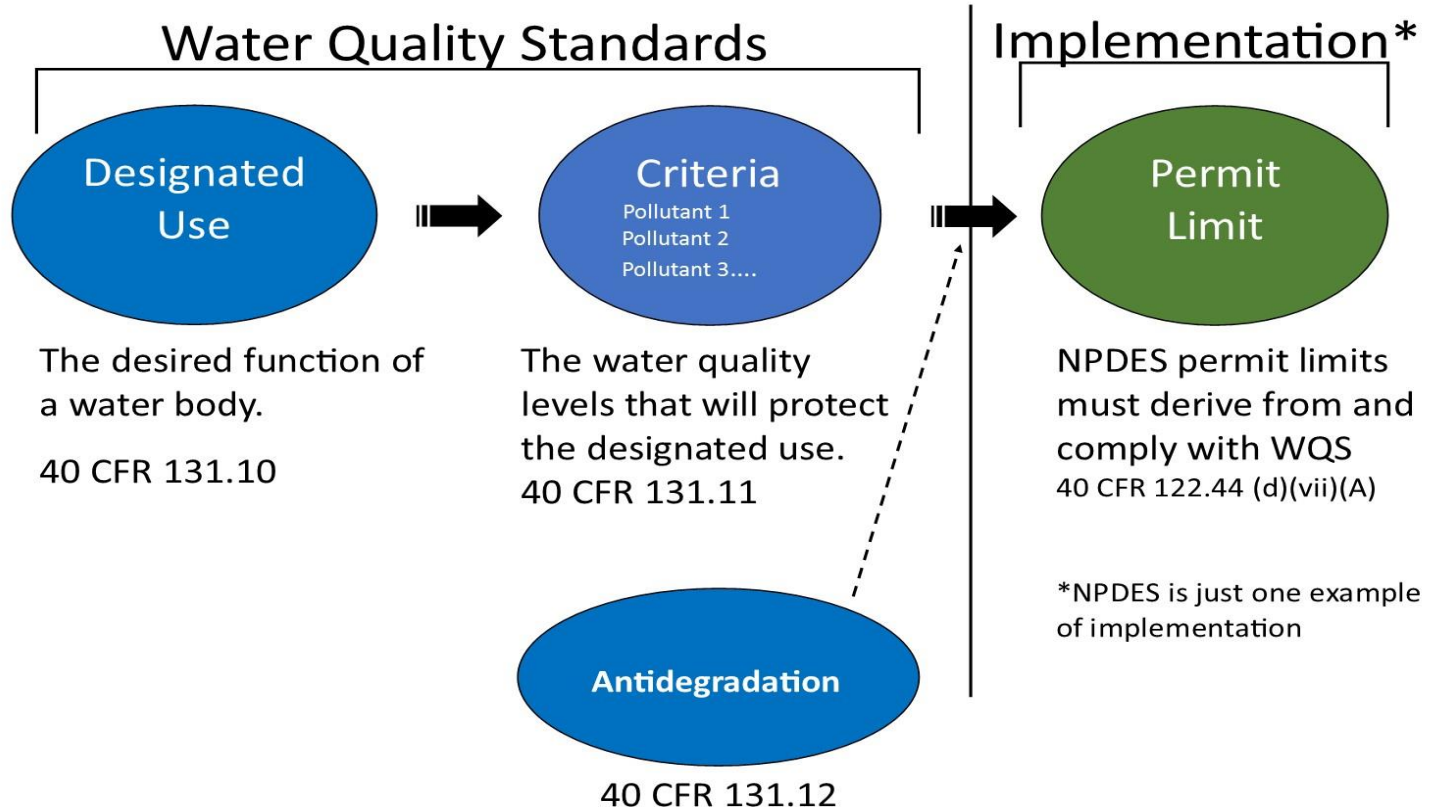 Water Quality Standards
Implementation*
Designated
Use
Criteria
Pollutant 1
Pollutant 2
Pollutant 3....
Permit
Limit
The desired function of
a water body.
40 CFR 131.10
The water quality
levels that will protect
the designated use.
40 CFR 131.11
NPDES permit limits
must derive from and
comply with WQS
40 CFR 122.44 (d)(vii)(A)
*NPDES is just one example
of implementation
Antidegradation
40 CFR 131.12